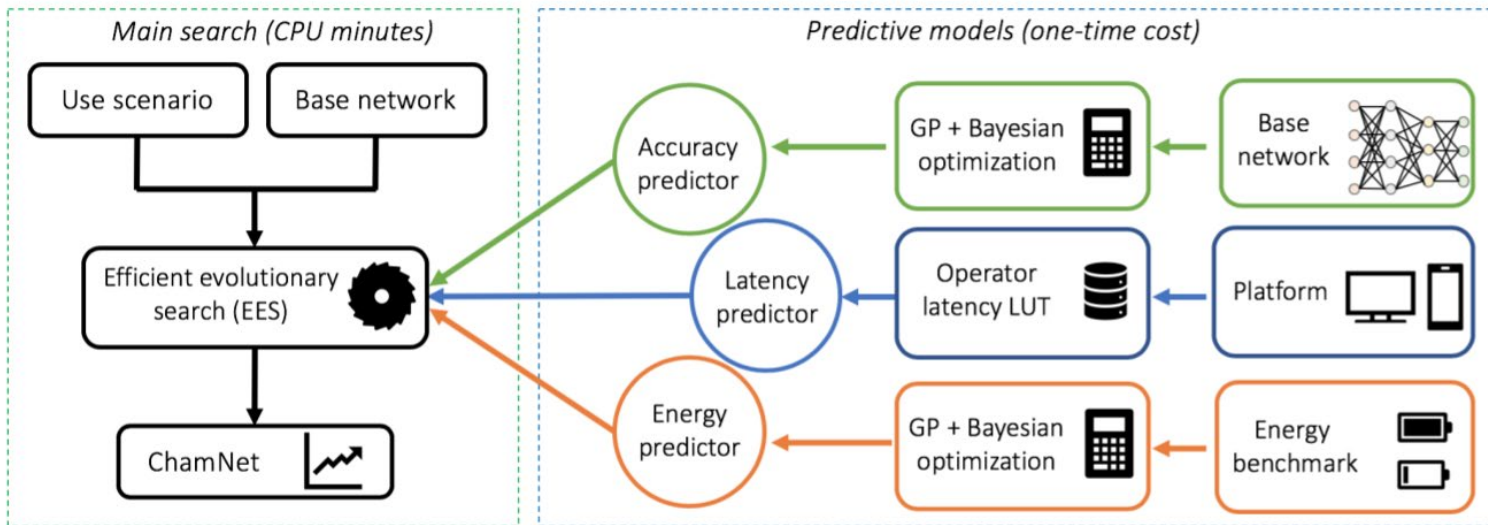 Main search (CPU minutes)
Use scenario
Base network
Efficient evolutionary
search (EES)
ChamNet
Predictive models (one-time cost)
Accuracy
predictor
GP + Bayesian
optimization
Base
network
Latency
predictor
Operator
latency LUT
Platform
Energy
predictor
GP + Bayesian
optimization
Energy
benchmark